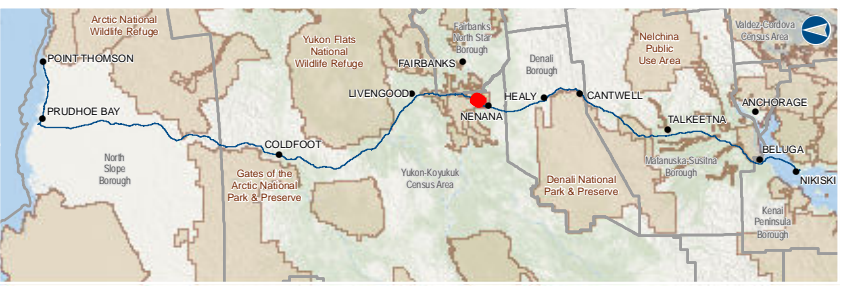 Arctic National
Wildlife Refuge
POINT THOMSON
PRUDHOE BAY
North
Slope
Borough
COLDFOOT
Gates of the
Arctic National
Park & Preserve
Yukon Flats
National
Wildlife Refuge
LIVENGOOD
FAIRBANKS
Fairbanks
North Star
Borough
NENANA
Yukon-Koyukuk
Census Area
Denali
Borough
HEALY
CANTWELL
Denali National
Park & Preserve
Nelchina
Public
Use Area
TALKEETNA
Matanuska-Susitna
Borough
Valdez-Cordova
Census Area
ANCHORAGE
BELUGA
NIKISKI
Kenai
Peninsula
Borough